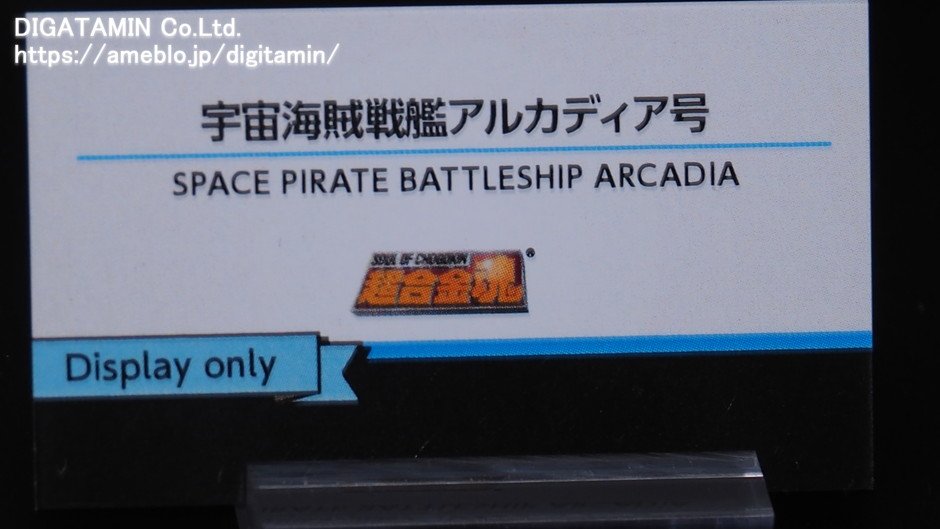 DIGATAMIN Co.Ltd.
https://ameblo.jp/digitamin/
宇宙海賊戦艦アルカディア号
SPACE PIRATE BATTLESHIP ARCADIA
SOUL OF CHOGOKIN
超合金魂®
Display only